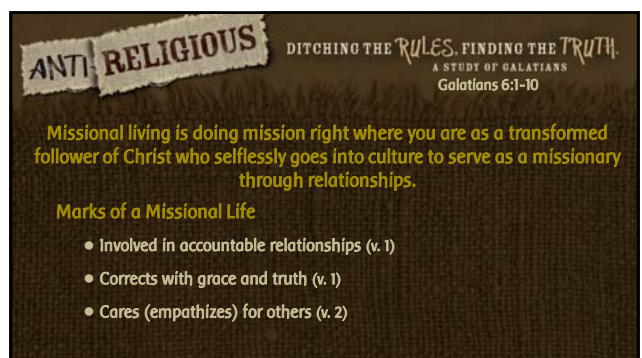 ANTI-RELIGIOUS
DITCHING THE RULES. FINDING THE TRUTH.
A STUDY OF GALATIANS
Galatians 6:1-10
Missional living is doing mission right where you are as a transformed
follower of Christ who selflessly goes into culture to serve as a missionary
through relationships.
Marks of a Missional Life
• Involved in accountable relationships (v. 1)
• Corrects with grace and truth (v. 1)
• Cares (empathizes) for others (v. 2)